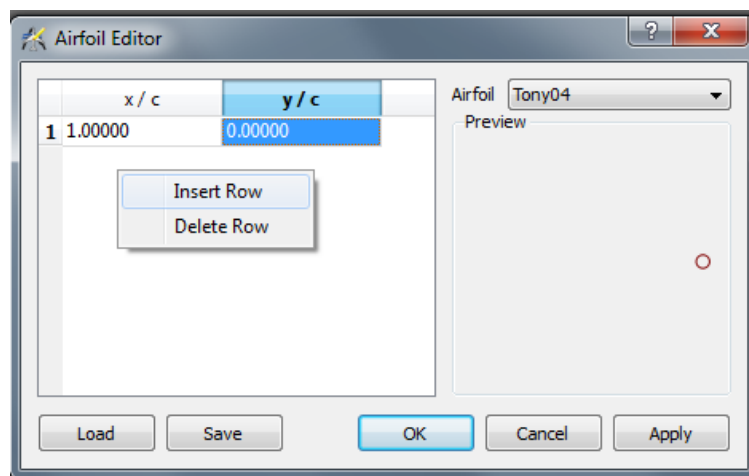 Airfoil Editor
?
X
x / c y / c
1 1.00000 0.00000
Insert Row
Delete Row
Airfoil Tony04
Preview
Load Save OK Cancel Apply